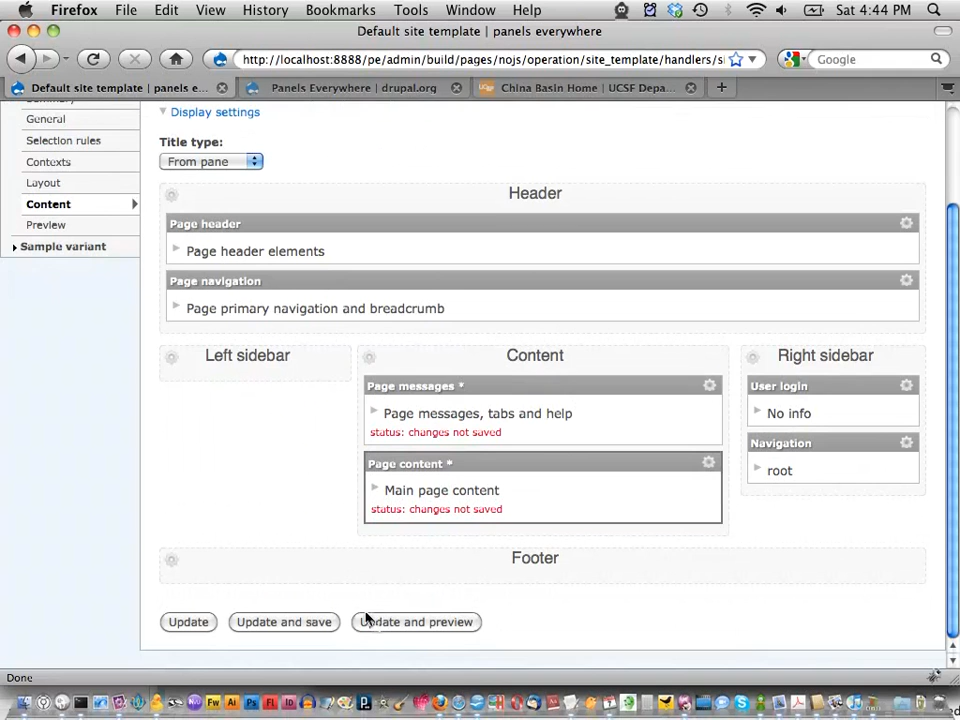 Firefox File Edit View History Bookmarks Tools Window Help Sat 4:44 PM
Default site template | panels everywhere
http://localhost:8888/pe/admin/build/pages/nojs/operation/site_template/handlers/si
Google
Default site template | panels e...
Panels Everywhere | drupal.org
China Basin Home | UCSF Depa...
General
Selection rules
Contexts
Layout
Content
Preview
Sample variant
Display settings
Title type:
From pane
Header
Page header
Page header elements
Page navigation
Page primary navigation and breadcrumb
Left sidebar
Content
Page messages *
Page messages, tabs and help
status: changes not saved
Page content *
Main page content
status: changes not saved
Right sidebar
User login
No info
Navigation
root
Footer
Update Update and save Update and preview
Done